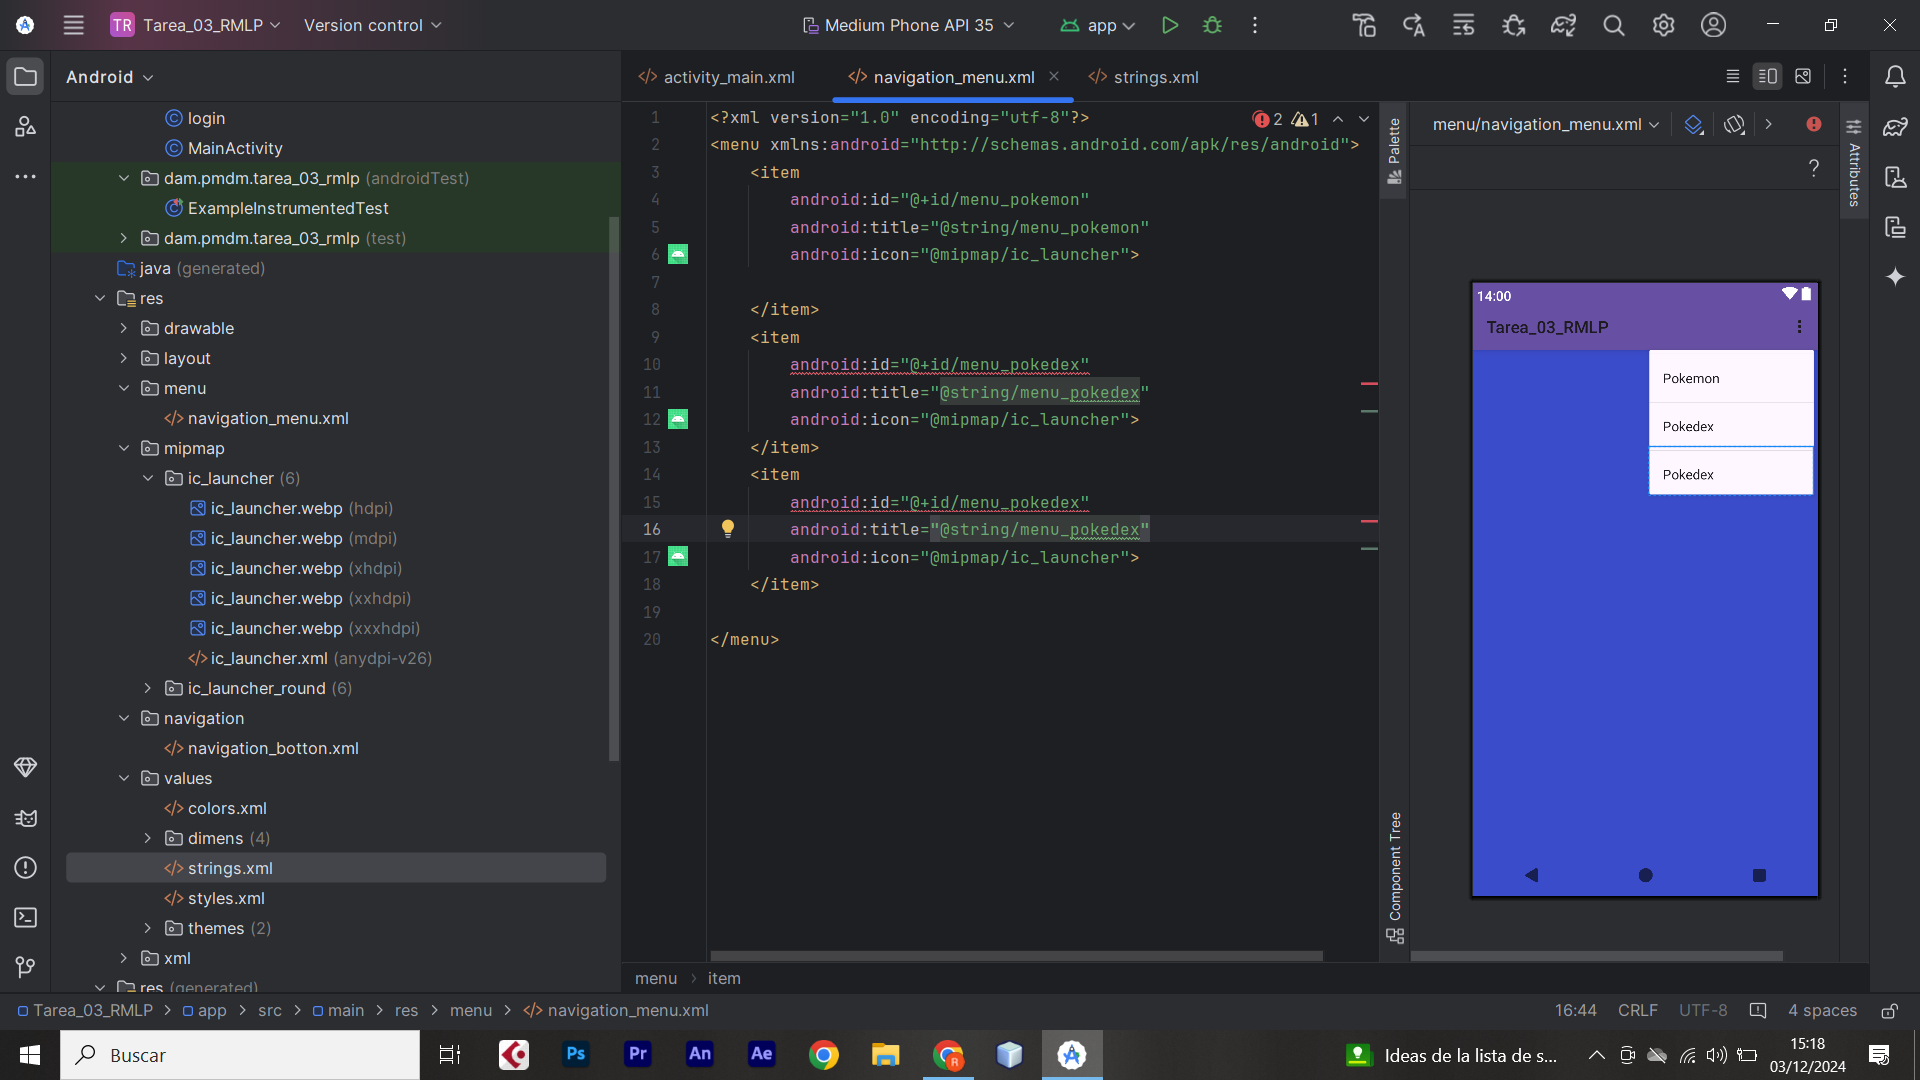 TR Tarea_03_RMLP Version control Medium Phone API 35 app
Android
activity_main.xml navigation_menu.xml strings.xml
login
MainActivity
dam.pmdm.tarea_03_rmlp (androidTest)
ExampleInstrumentedTest
dam.pmdm.tarea_03_rmlp (test)
java (generated)
res
drawable
layout
menu
navigation_menu.xml
mipmap
ic_launcher (6)
ic_launcher.webp (hdpi)
ic_launcher.webp (mdpi)
ic_launcher.webp (xhdpi)
ic_launcher.webp (xxhdpi)
ic_launcher.webp (xxxhdpi)
ic_launcher.xml (anydpi-v26)
ic_launcher_round (6)
navigation
navigation_botton.xml
values
colors.xml
dimens (4)
strings.xml
styles.xml
themes (2)
xml
res (generated)
1 <?xml version="1.0" encoding="utf-8"?>
2 <menu xmlns:android="http://schemas.android.com/apk/res/android">
3 <item
4 android:id="@+id/menu_pokemon"
5 android:title="@string/menu_pokemon"
6 android:icon="@mipmap/ic_launcher">
7
8 </item>
9 <item
10 android:id="@+id/menu_pokedex"
11 android:title="@string/menu_pokedex"
12 android:icon="@mipmap/ic_launcher">
13 </item>
14 <item
15 android:id="@+id/menu_pokedex"
16 android:title="@string/menu_pokedex"
17 android:icon="@mipmap/ic_launcher">
18 </item>
19
20 </menu>
2 1
Palette
Component Tree
menu/navigation_menu.xml
?
Attributes
14:00
Tarea_03_RMLP
Pokemon
Pokedex
Pokedex
menu > item
Tarea_03_RMLP > app > src > main > res > menu > navigation_menu.xml
16:44 CRLF UTF-8 4 spaces
Buscar
Ps Pr An Ae
R
Ideas de la lista de s...
15:18
03/12/2024